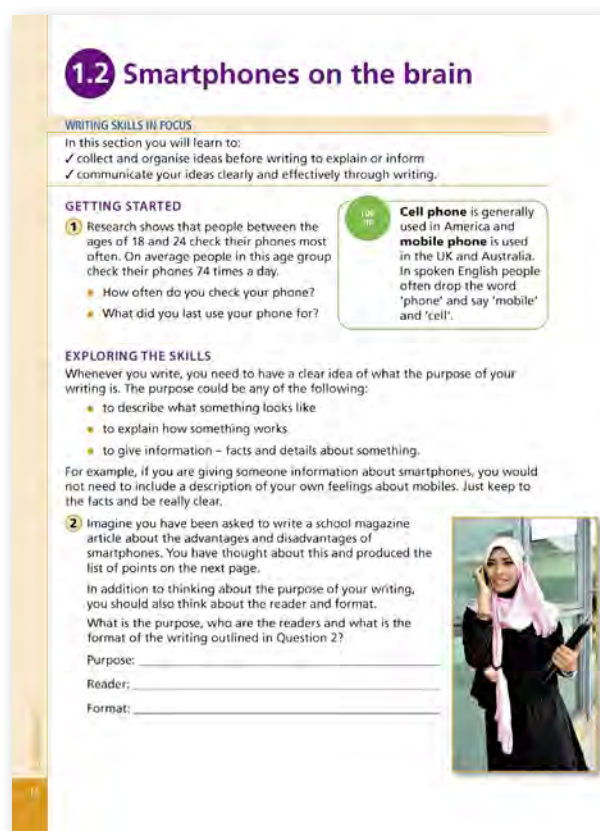 1.2 Smartphones on the brain
WRITING SKILLS IN FOCUS
In this section you will learn to:
✓ collect and organise ideas before writing to explain or inform
✓ communicate your ideas clearly and effectively through writing.
GETTING STARTED
1 Research shows that people between the
ages of 18 and 24 check their phones most
often. On average people in this age group
check their phones 74 times a day.
• How often do you check your phone?
• What did you last use your phone for?
TOP
TIP
Cell phone is generally
used in America and
mobile phone is used
in the UK and Australia.
In spoken English people
often drop the word
'phone' and say 'mobile'
and 'cell'.
EXPLORING THE SKILLS
Whenever you write, you need to have a clear idea of what the purpose of your
writing is. The purpose could be any of the following:
• to describe what something looks like
• to explain how something works
• to give information – facts and details about something.
For example, if you are giving someone information about smartphones, you would
not need to include a description of your own feelings about mobiles. Just keep to
the facts and be really clear.
2 Imagine you have been asked to write a school magazine
article about the advantages and disadvantages of
smartphones. You have thought about this and produced the
list of points on the next page.
In addition to thinking about the purpose of your writing,
you should also think about the reader and format.
What is the purpose, who are the readers and what is the
format of the writing outlined in Question 2?
Purpose:
Reader:
Format: